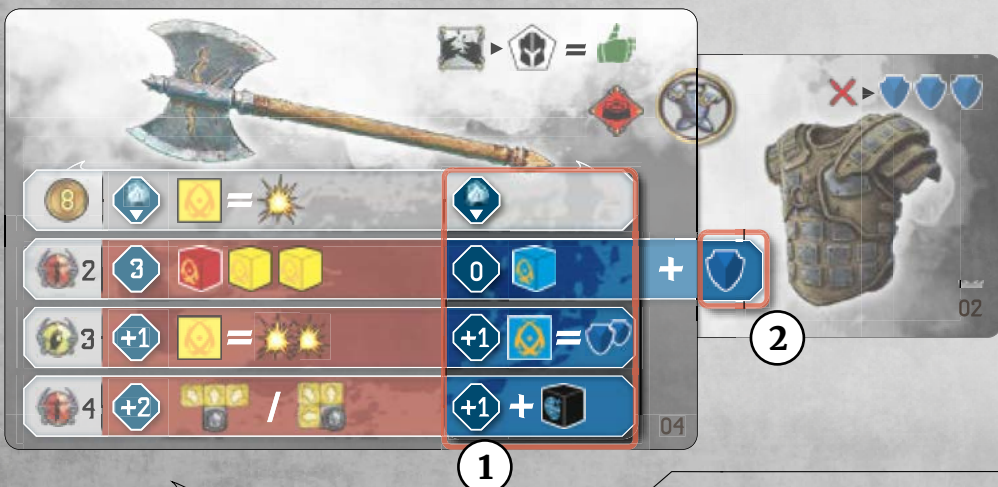 8 =
2 3 0 +
02
3 +1 = +1 =
2
4 +2 / +1 +
04
1